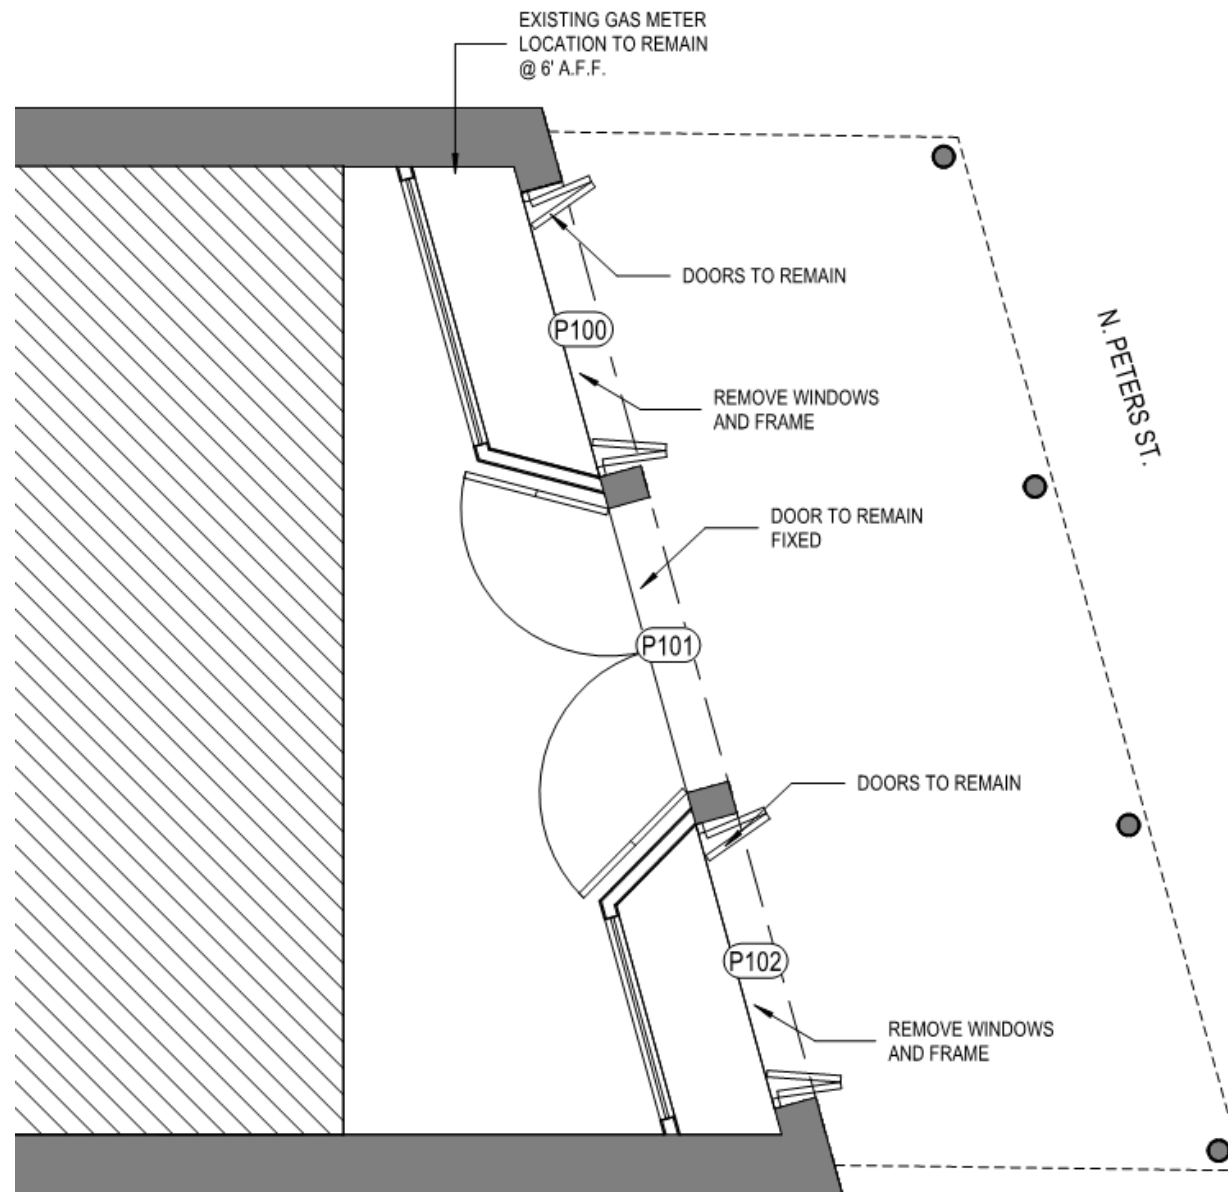 EXISTING GAS METER
LOCATION TO REMAIN
@ 6' A.F.F.
DOORS TO REMAIN
P100
N. PETERS ST.
REMOVE WINDOWS
AND FRAME
DOOR TO REMAIN
FIXED
P101
DOORS TO REMAIN
P102
REMOVE WINDOWS
AND FRAME